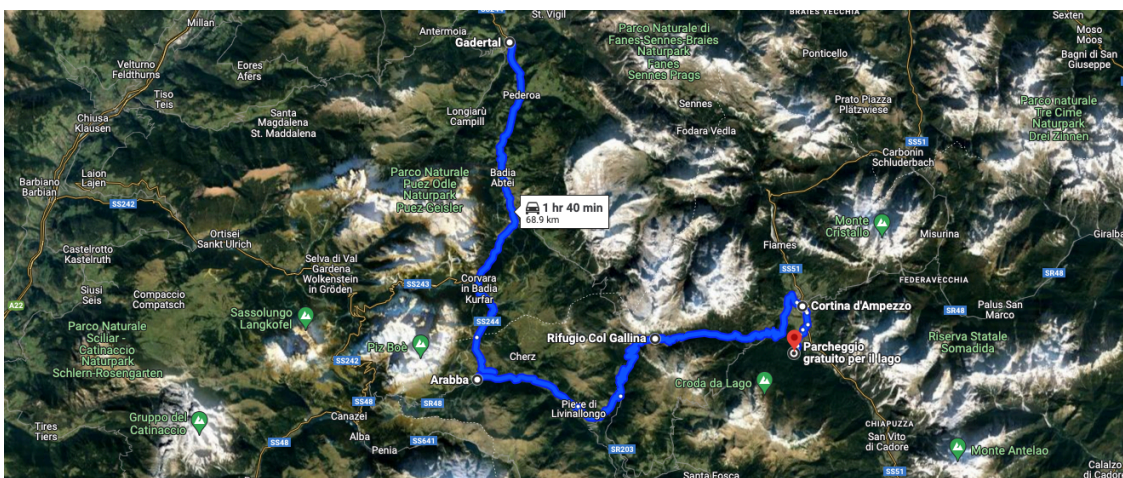 Millan
SS244
St. Vigil
BRAIES VECCHIA
Sexten
Antermoia
Gadertal
Parco Naturale di
Fanes-Sennes-Braies
Naturpark
Fanes
Sennes Prags
Moso
Moos
Bagni di San
Giuseppe
Velturno
Feldthurns
Eores
Afers
Ponticello
Tiso
Teis
Pederoa
Chiusa
Klausen
Santa
Magdalena
St. Maddalena
Longiarù
Campill
Sennes
Prato Piazza
Plätzwiese
Parco naturale
Tre Cime
Naturpark
Drei Zinnen
Fodara Vedla
SS51
Carbonin
Schluderbach
Barbiano
Barbian
Laion
Lajen
SS242
Parco Naturale
Puez Odle
Naturpark
Puez-Geisler
Badia
Abtei
1 hr 40 min
68.9 km
Ortisei
Sankt Ulrich
Monte
Cristallo
Misurina
Giralba
Castelrotto
Kastelruth
Selva di Val
Gardena
Wolkenstein
in Gröden
Fiames
SS51
Corvara
in Badia
Kurfar
SS243
FEDERAVECCHIA
SR48
A22
Siusi
Seis
Compaccio
Compatsch
Cortina d'Ampezzo
Palus San
Marco
SR48
Sassolungo
Langkofel
SS244
Parco Naturale
Sciliar -
Catinaccio
Naturpark
Schlern-Rosengarten
Rifugio Col Gallina
Riserva Statale
Somadida
Piz Boè
Cherz
Parcheggio
gratuito per il lago
SS242
Arabba
Croda da Lago
SS48
SR48
Pieve di
Livinallongo
Gruppo del
Catinaccio
Canazei
Tires
Tiers
Alba
CHIAPUZZA
San Vito
di Cadore
SS48
SS641
Penia
SR203
Monte Antelao
Calalzo
SS51
Santa Fosca